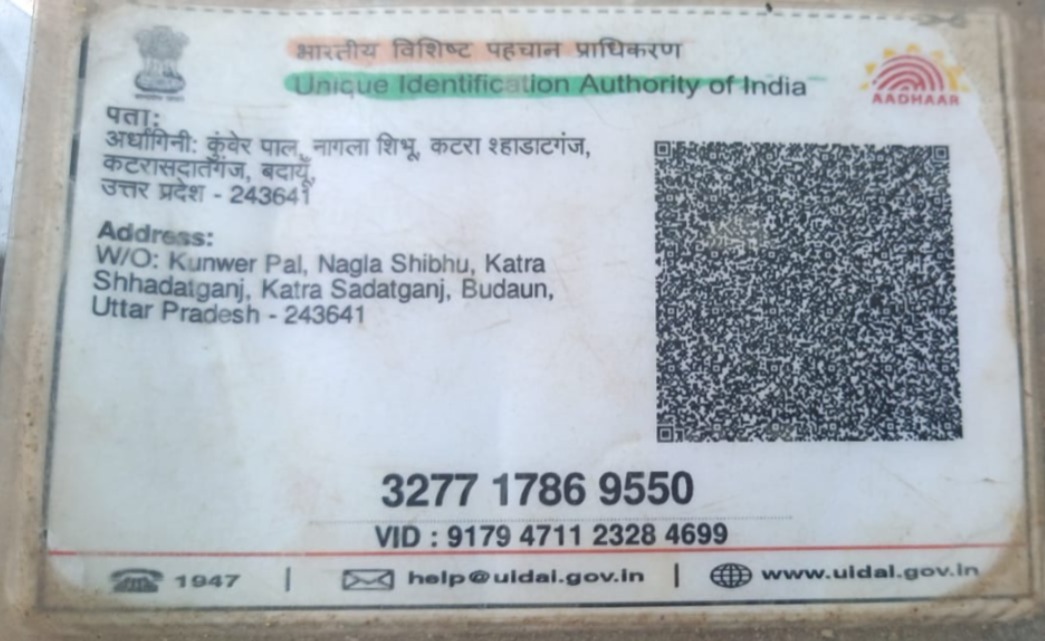 भारतीय विशिष्ट पहचान प्राधिकरण
Unique Identification Authority of India
AADHAAR
पता:
अर्धांगिनी: कुंवेर पाल, नागला शिभू, कटरा श्हाडाटगंज,
कटरासदातगंज, बदायूँ,
उत्तर प्रदेश - 243641
Address:
W/O: Kunwer Pal, Nagla Shibhu, Katra
Shhadatganj, Katra Sadatganj, Budaun,
Uttar Pradesh - 243641
3277 1786 9550
VID : 9179 4711 2328 4699
1947 | help@uidai.gov.in | www.uidai.gov.in